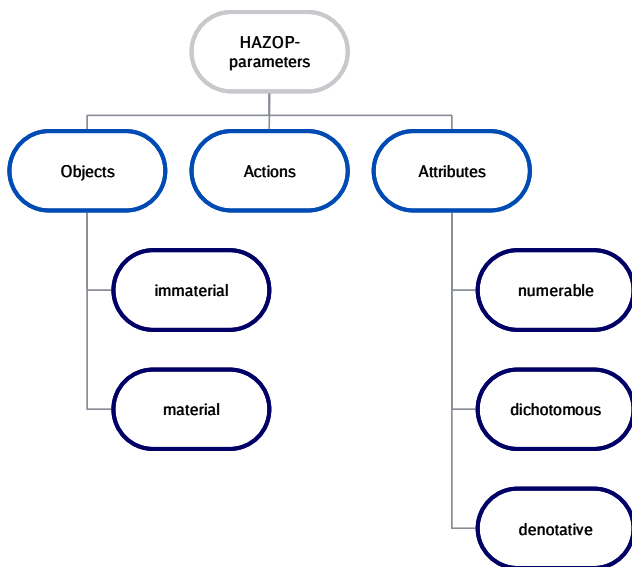 HAZOP-
parameters
Objects
Actions
Attributes
immaterial
numerable
material
dichotomous
denotative